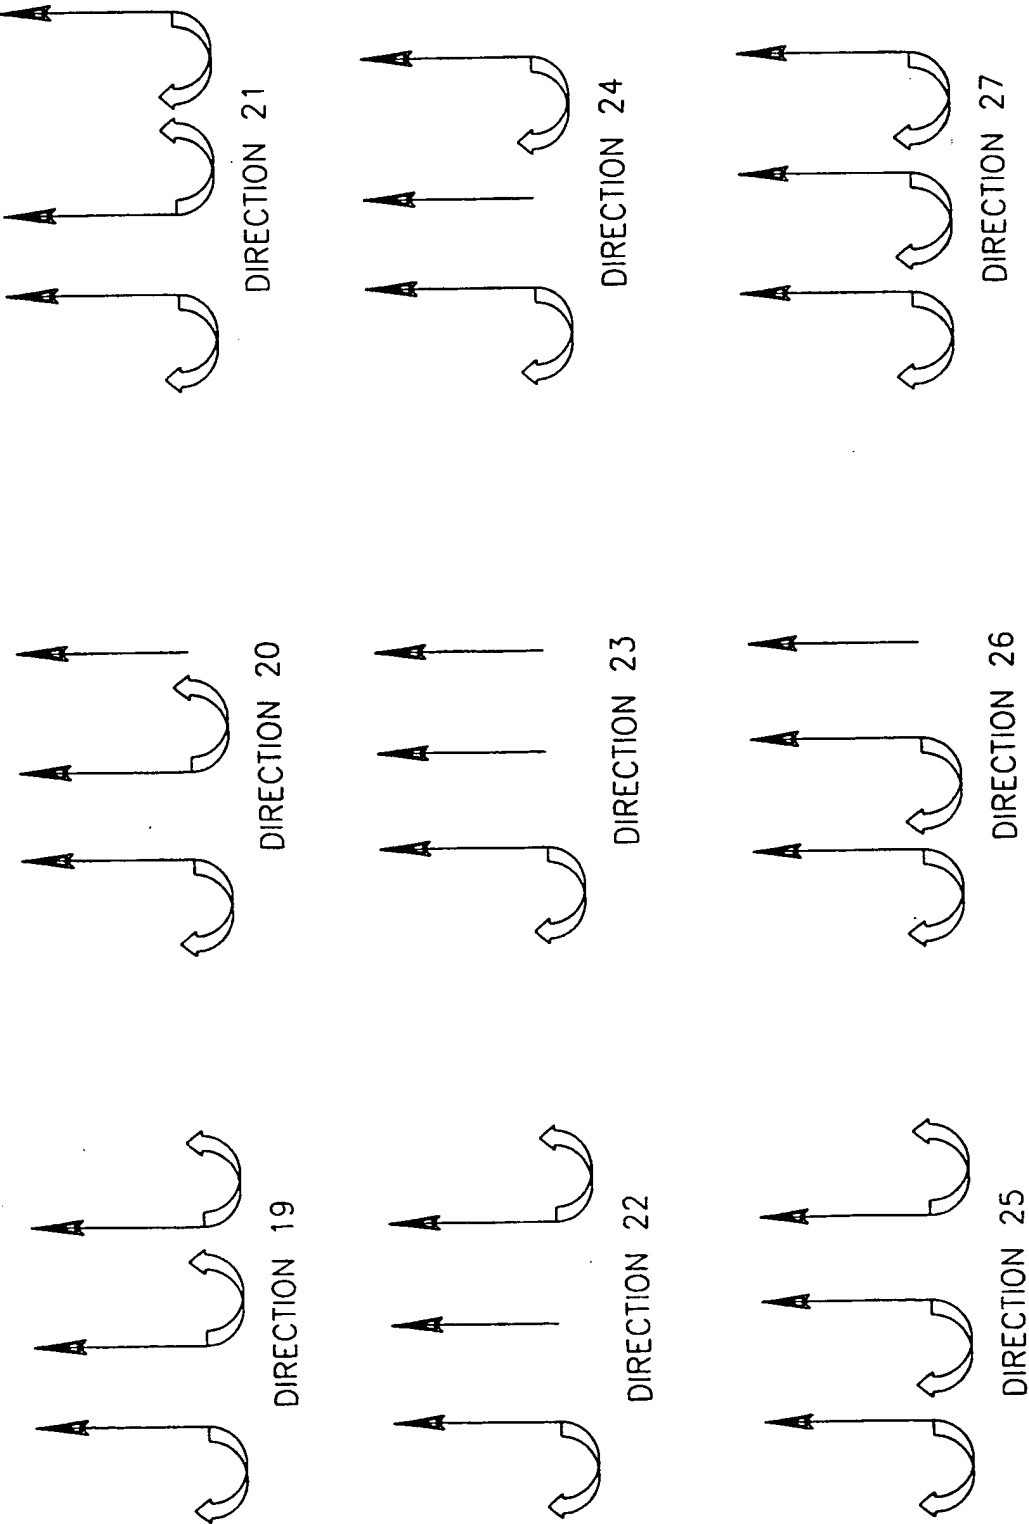 DIRECTION 19
DIRECTION 20
DIRECTION 21
DIRECTION 22
DIRECTION 23
DIRECTION 24
DIRECTION 25
DIRECTION 26
DIRECTION 27